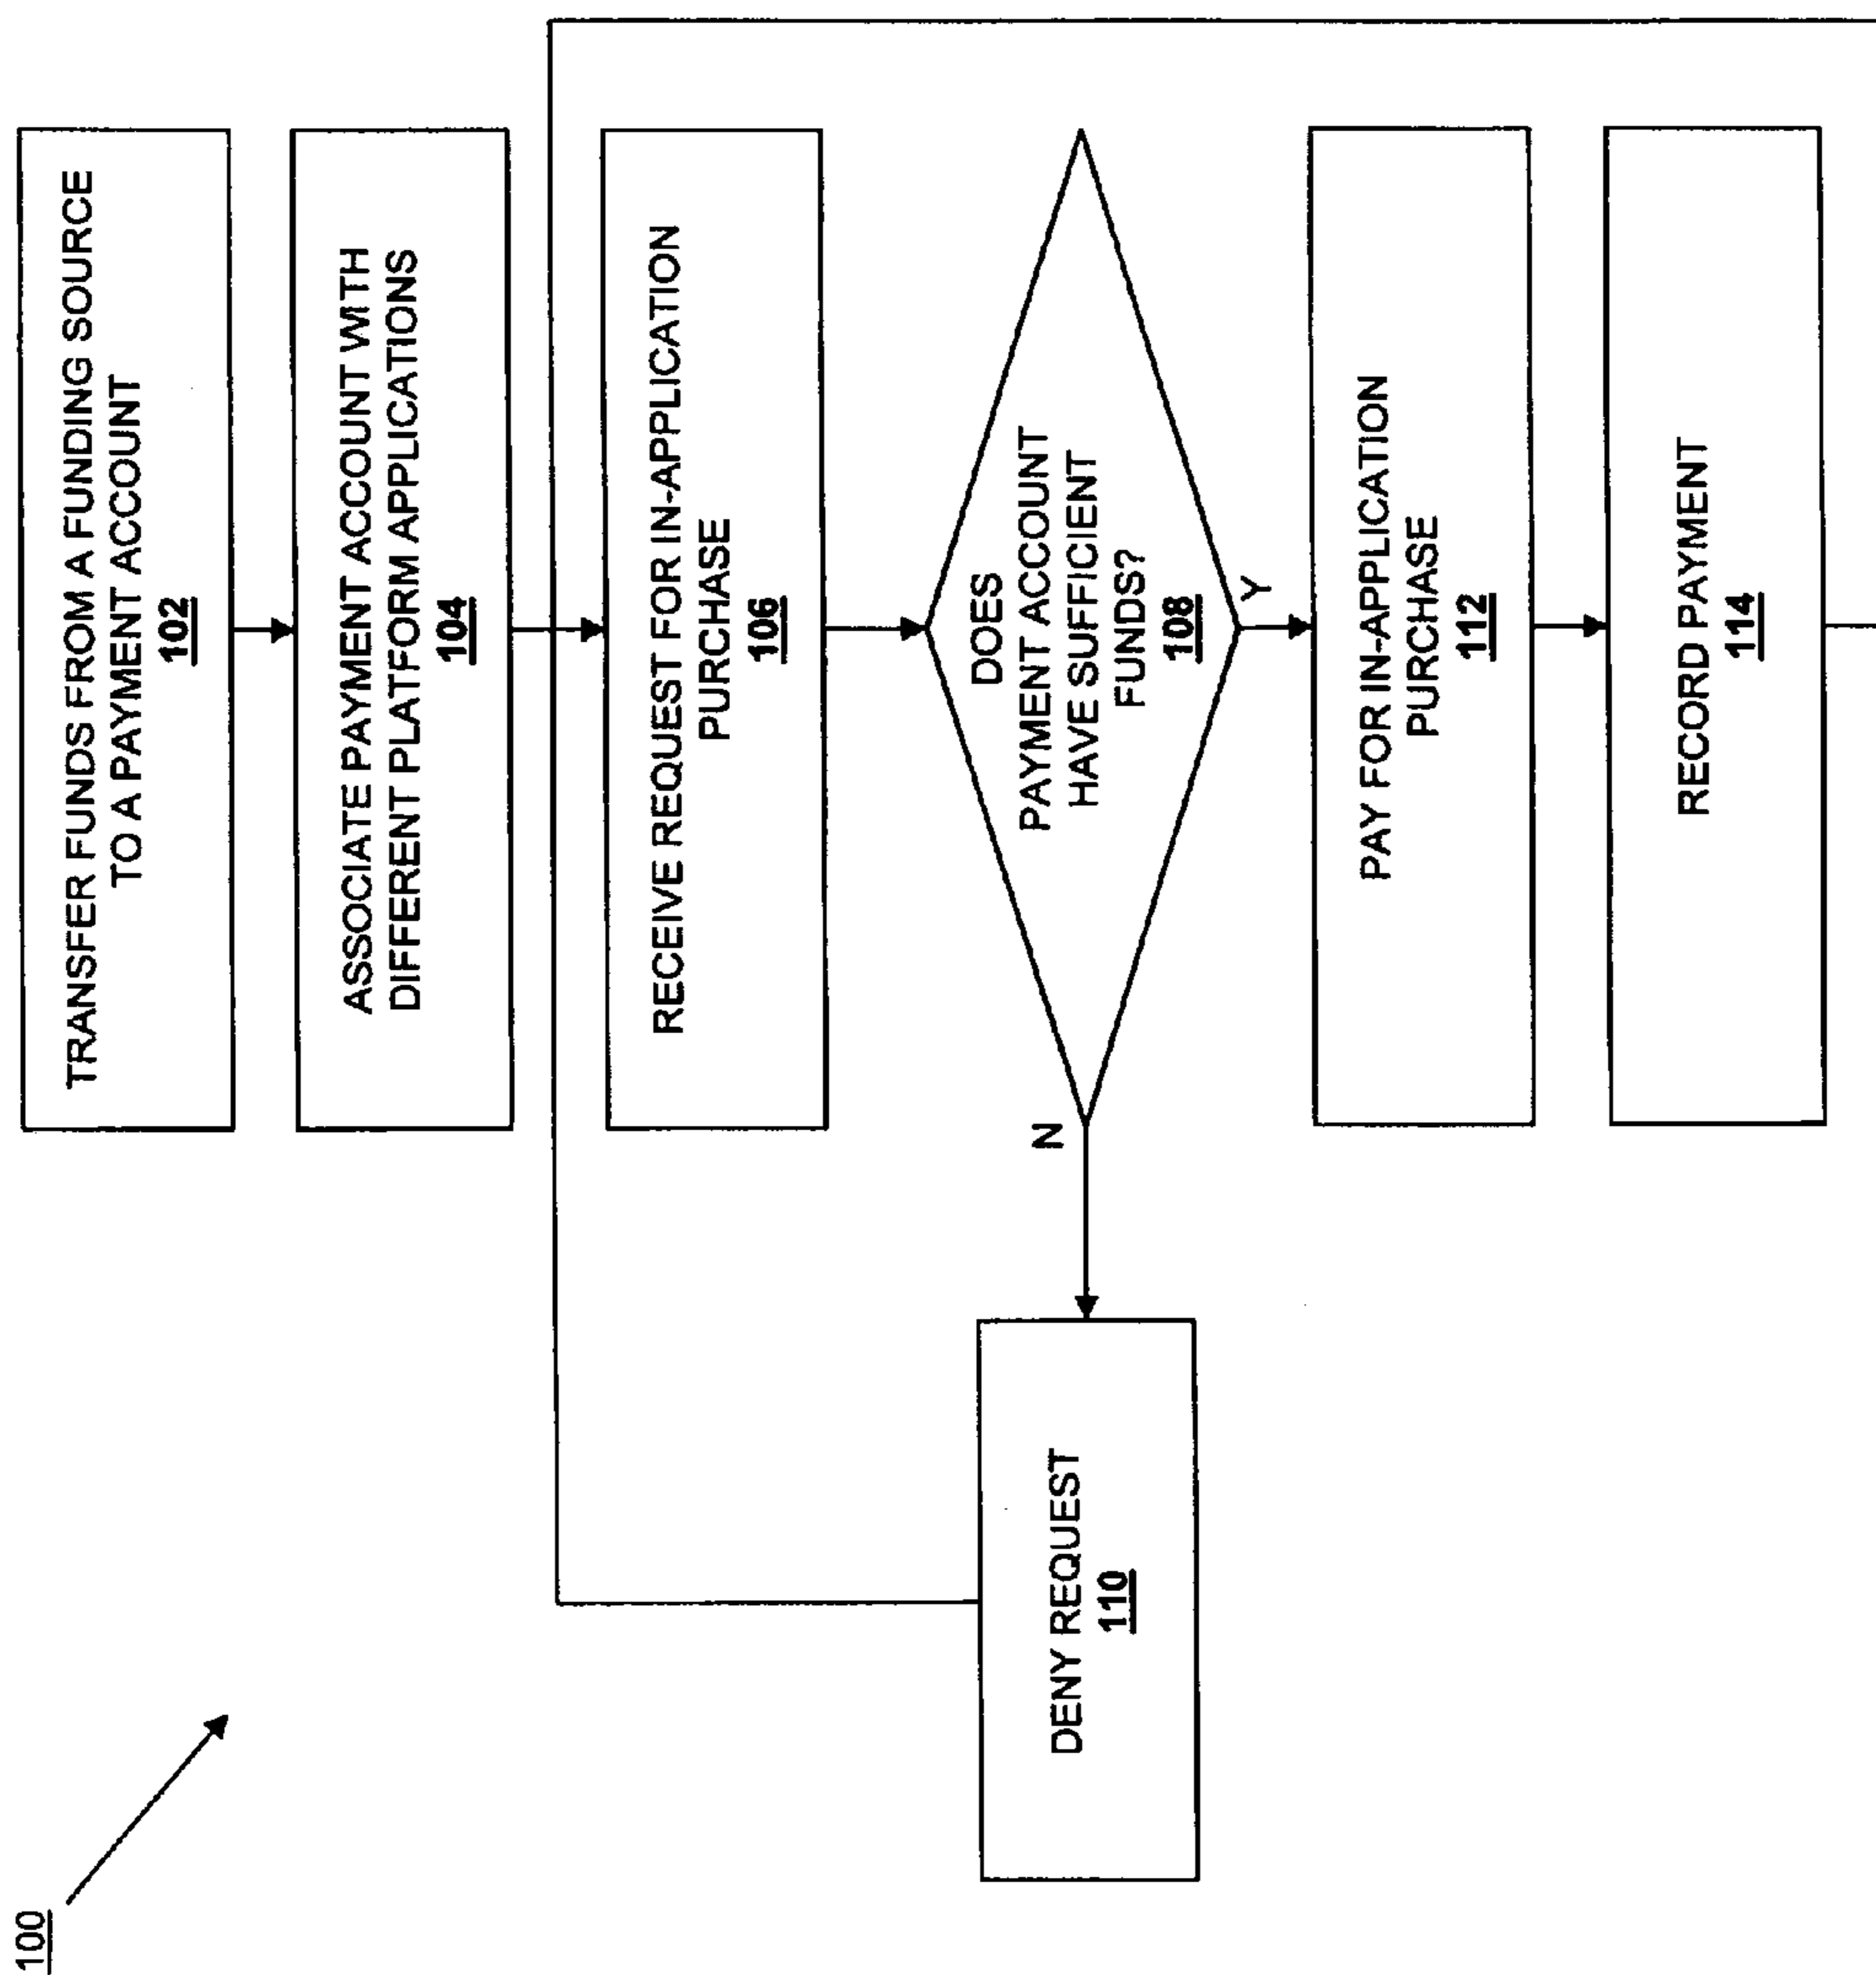 100
TRANSFER FUNDS FROM A FUNDING SOURCE
TO A PAYMENT ACCOUNT
102
ASSOCIATE PAYMENT ACCOUNT WITH
DIFFERENT PLATFORM APPLICATIONS
104
RECEIVE REQUEST FOR IN-APPLICATION
PURCHASE
106
DOES
PAYMENT ACCOUNT
HAVE SUFFICIENT
FUNDS?
108
N
Y
DENY REQUEST
110
PAY FOR IN-APPLICATION
PURCHASE
112
RECORD PAYMENT
114